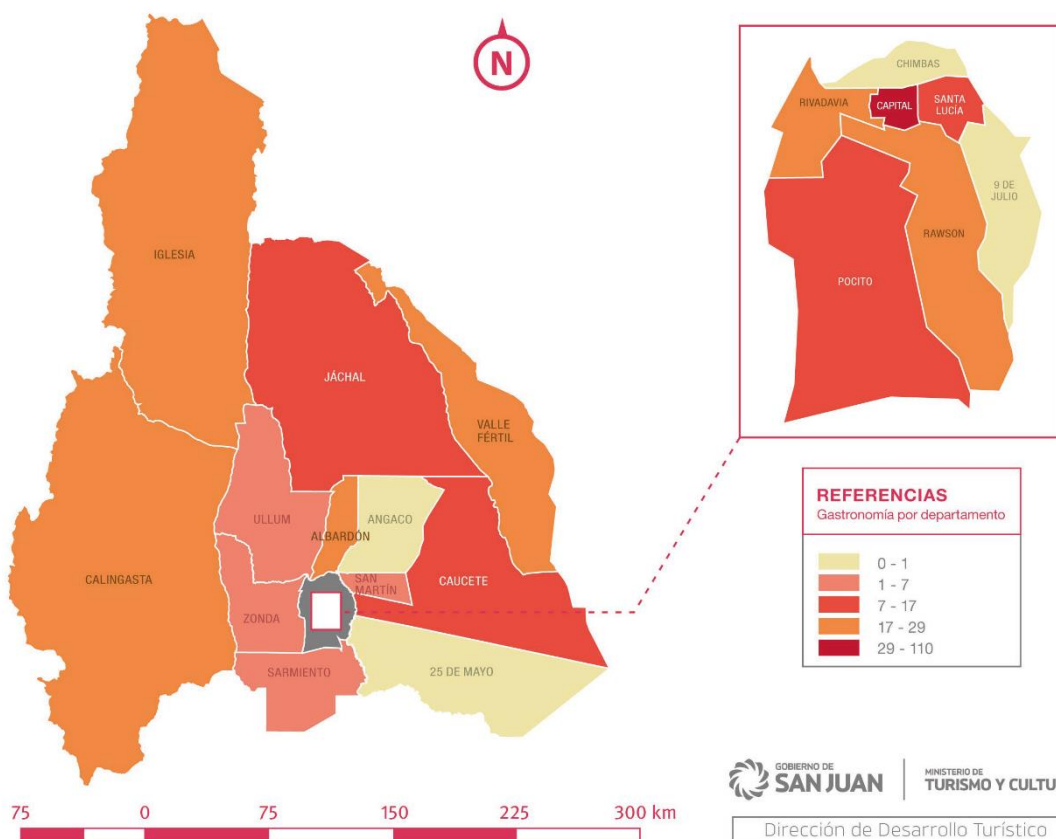 N
IGLESIA
JÁCHAL
VALLE
FÉRTIL
CALINGASTA
ULLUM
ALBARDÓN
ANGACO
SAN
MARTÍN
CAUCETE
ZONDA
SARMIENTO
25 DE MAYO
CHIMBAS
RIVADAVIA
CAPITAL
SANTA
LUCÍA
9 DE
JULIO
RAWSON
POCITO
REFERENCIAS
Gastronomía por departamento
0 - 1
1 - 7
7 - 17
17 - 29
29 - 110
75 0 75 150 225 300 km
GOBIERNO DE
SAN JUAN
MINISTERIO DE
TURISMO Y CULTU
Dirección de Desarrollo Turístico